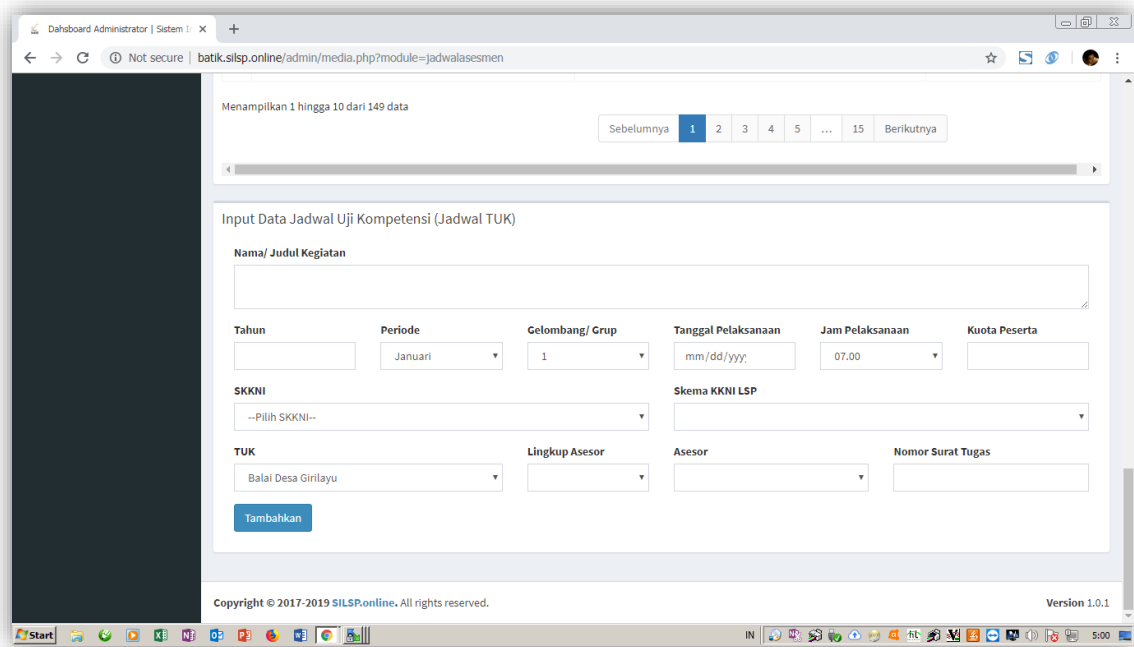 Dahsboard Administrator | Sistem I
Not secure | batik.silsp.online/admin/media.php?module=jadwalasesmen
Menampilkan 1 hingga 10 dari 149 data
Sebelumnya 1 2 3 4 5 ... 15 Berikutnya
Input Data Jadwal Uji Kompetensi (Jadwal TUK)
Nama/ Judul Kegiatan
Tahun Periode Gelombang/ Grup Tanggal Pelaksanaan Jam Pelaksanaan Kuota Peserta
Januari 1 mm/dd/yyy 07.00
SKKNI Skema KKNI LSP
--Pilih SKKNI--
TUK Lingkup Asesor Asesor Nomor Surat Tugas
Balai Desa Girilayu
Tambahkan
Copyright © 2017-2019 SILSP.online. All rights reserved. Version 1.0.1
Start IN 5:00